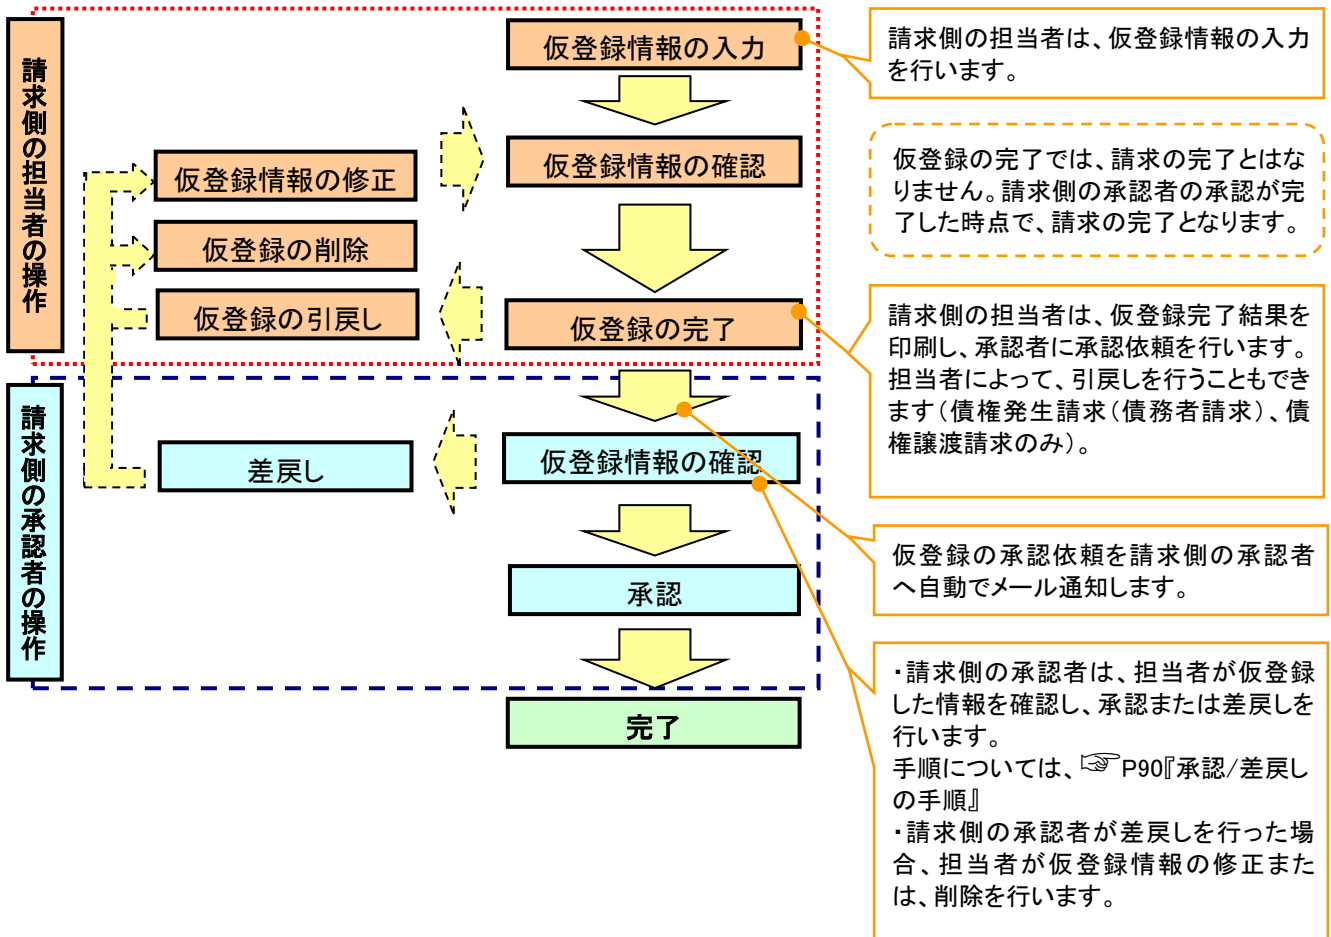 請求側の担当者の操作
仮登録情報の入力
仮登録情報の修正
仮登録情報の確認
仮登録の削除
仮登録の引戻し
仮登録の完了
請求側の承認者の操作
差戻し
仮登録情報の確認
承認
完了
請求側の担当者は、仮登録情報の入力
を行います。
仮登録の完了では、請求の完了とはな
りません。請求側の承認者の承認が完
了した時点で、請求の完了となります。
請求側の担当者は、仮登録完了結果を
印刷し、承認者に承認依頼を行います。
担当者によって、引戻しを行うこともでき
ます(債権発生請求(債務者請求)、債
権譲渡請求のみ)。
仮登録の承認依頼を請求側の承認者
へ自動でメール通知します。
・請求側の承認者は、担当者が仮登録
した情報を確認し、承認または差戻しを
行います。
手順については、☞P90『承認/差戻し
の手順』
・請求側の承認者が差戻しを行った場
合、担当者が仮登録情報の修正また
は、削除を行います。